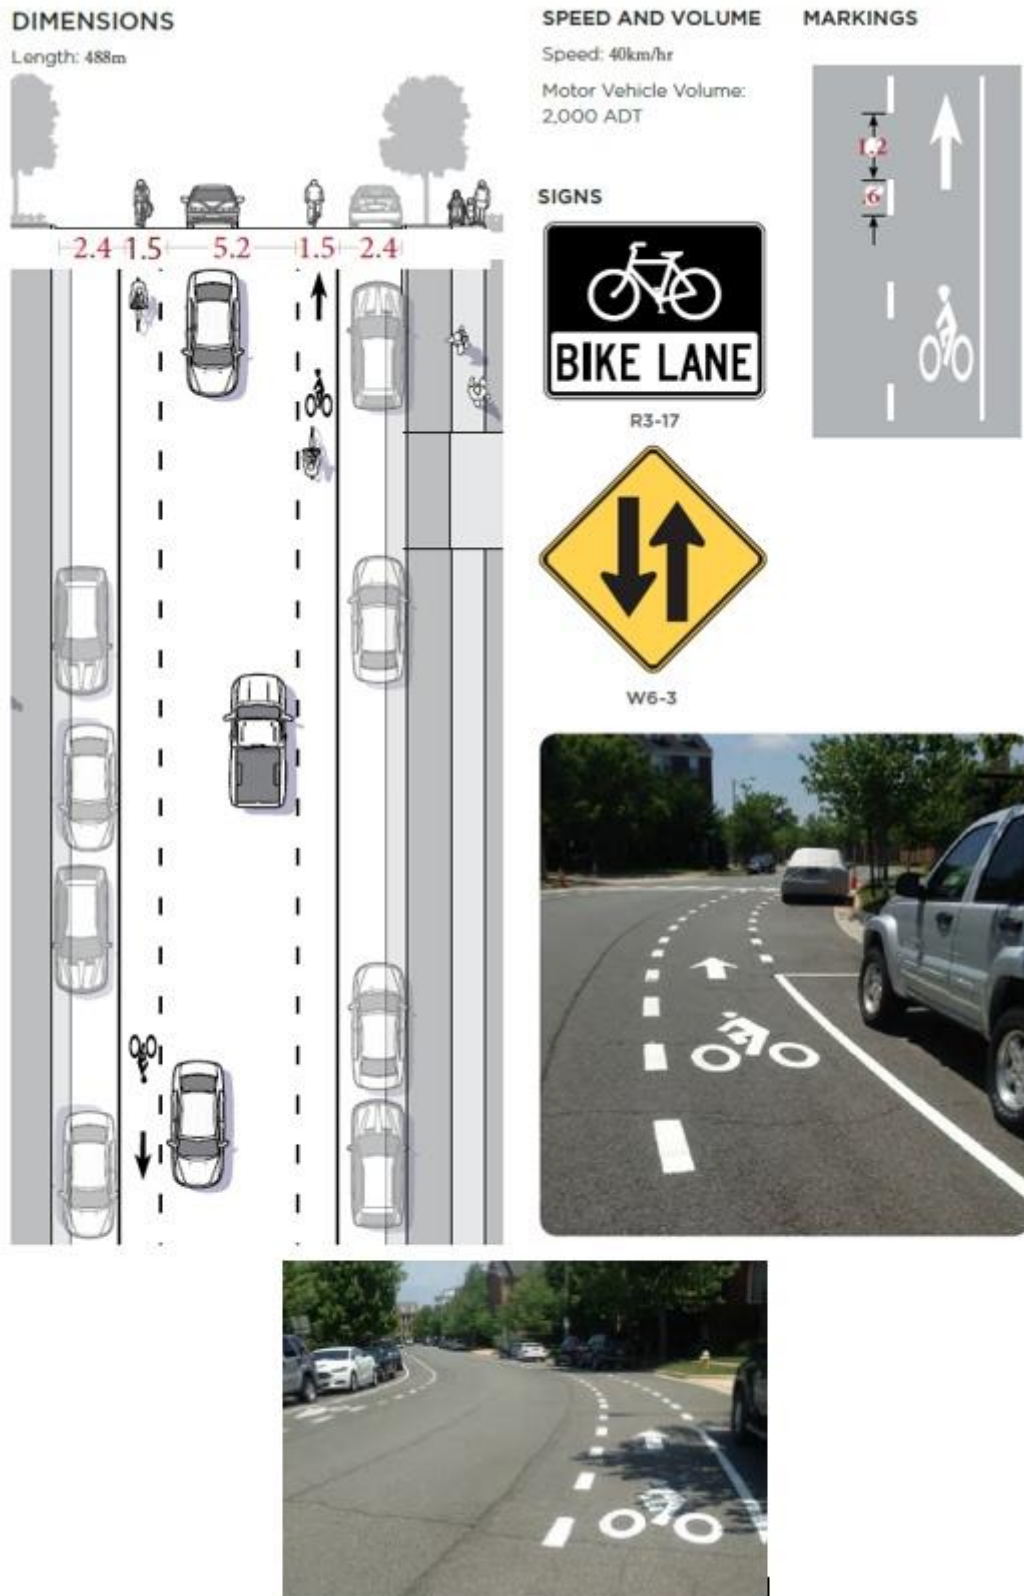 DIMENSIONS
Length: 488m
2.4 1.5 5.2 1.5 2.4
SPEED AND VOLUME
Speed: 40km/hr
Motor Vehicle Volume:
2,000 ADT
SIGNS
BIKE LANE
R3-17
W6-3
MARKINGS
1.2
.6